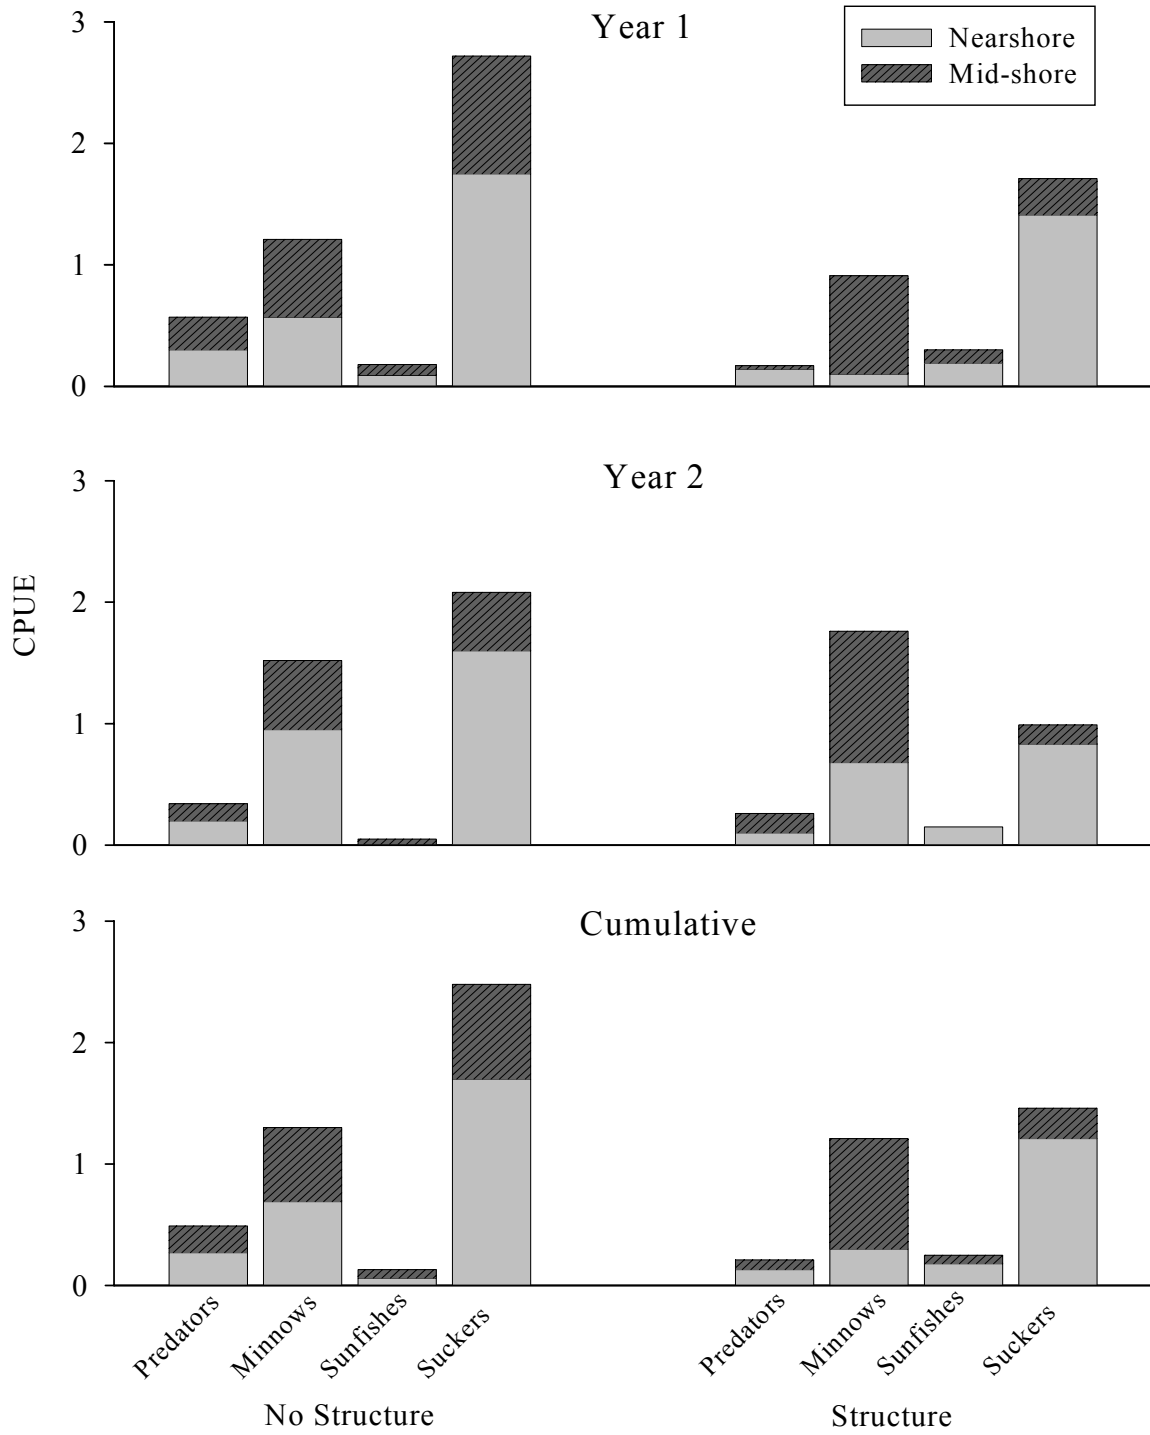 Year 1
Nearshore
Mid-shore
3
2
1
0
Year 2
3
2
1
0
CPUE
Cumulative
3
2
1
0
Predators
Minnows
Sunfishes
Suckers
Predators
Minnows
Sunfishes
Suckers
No Structure
Structure